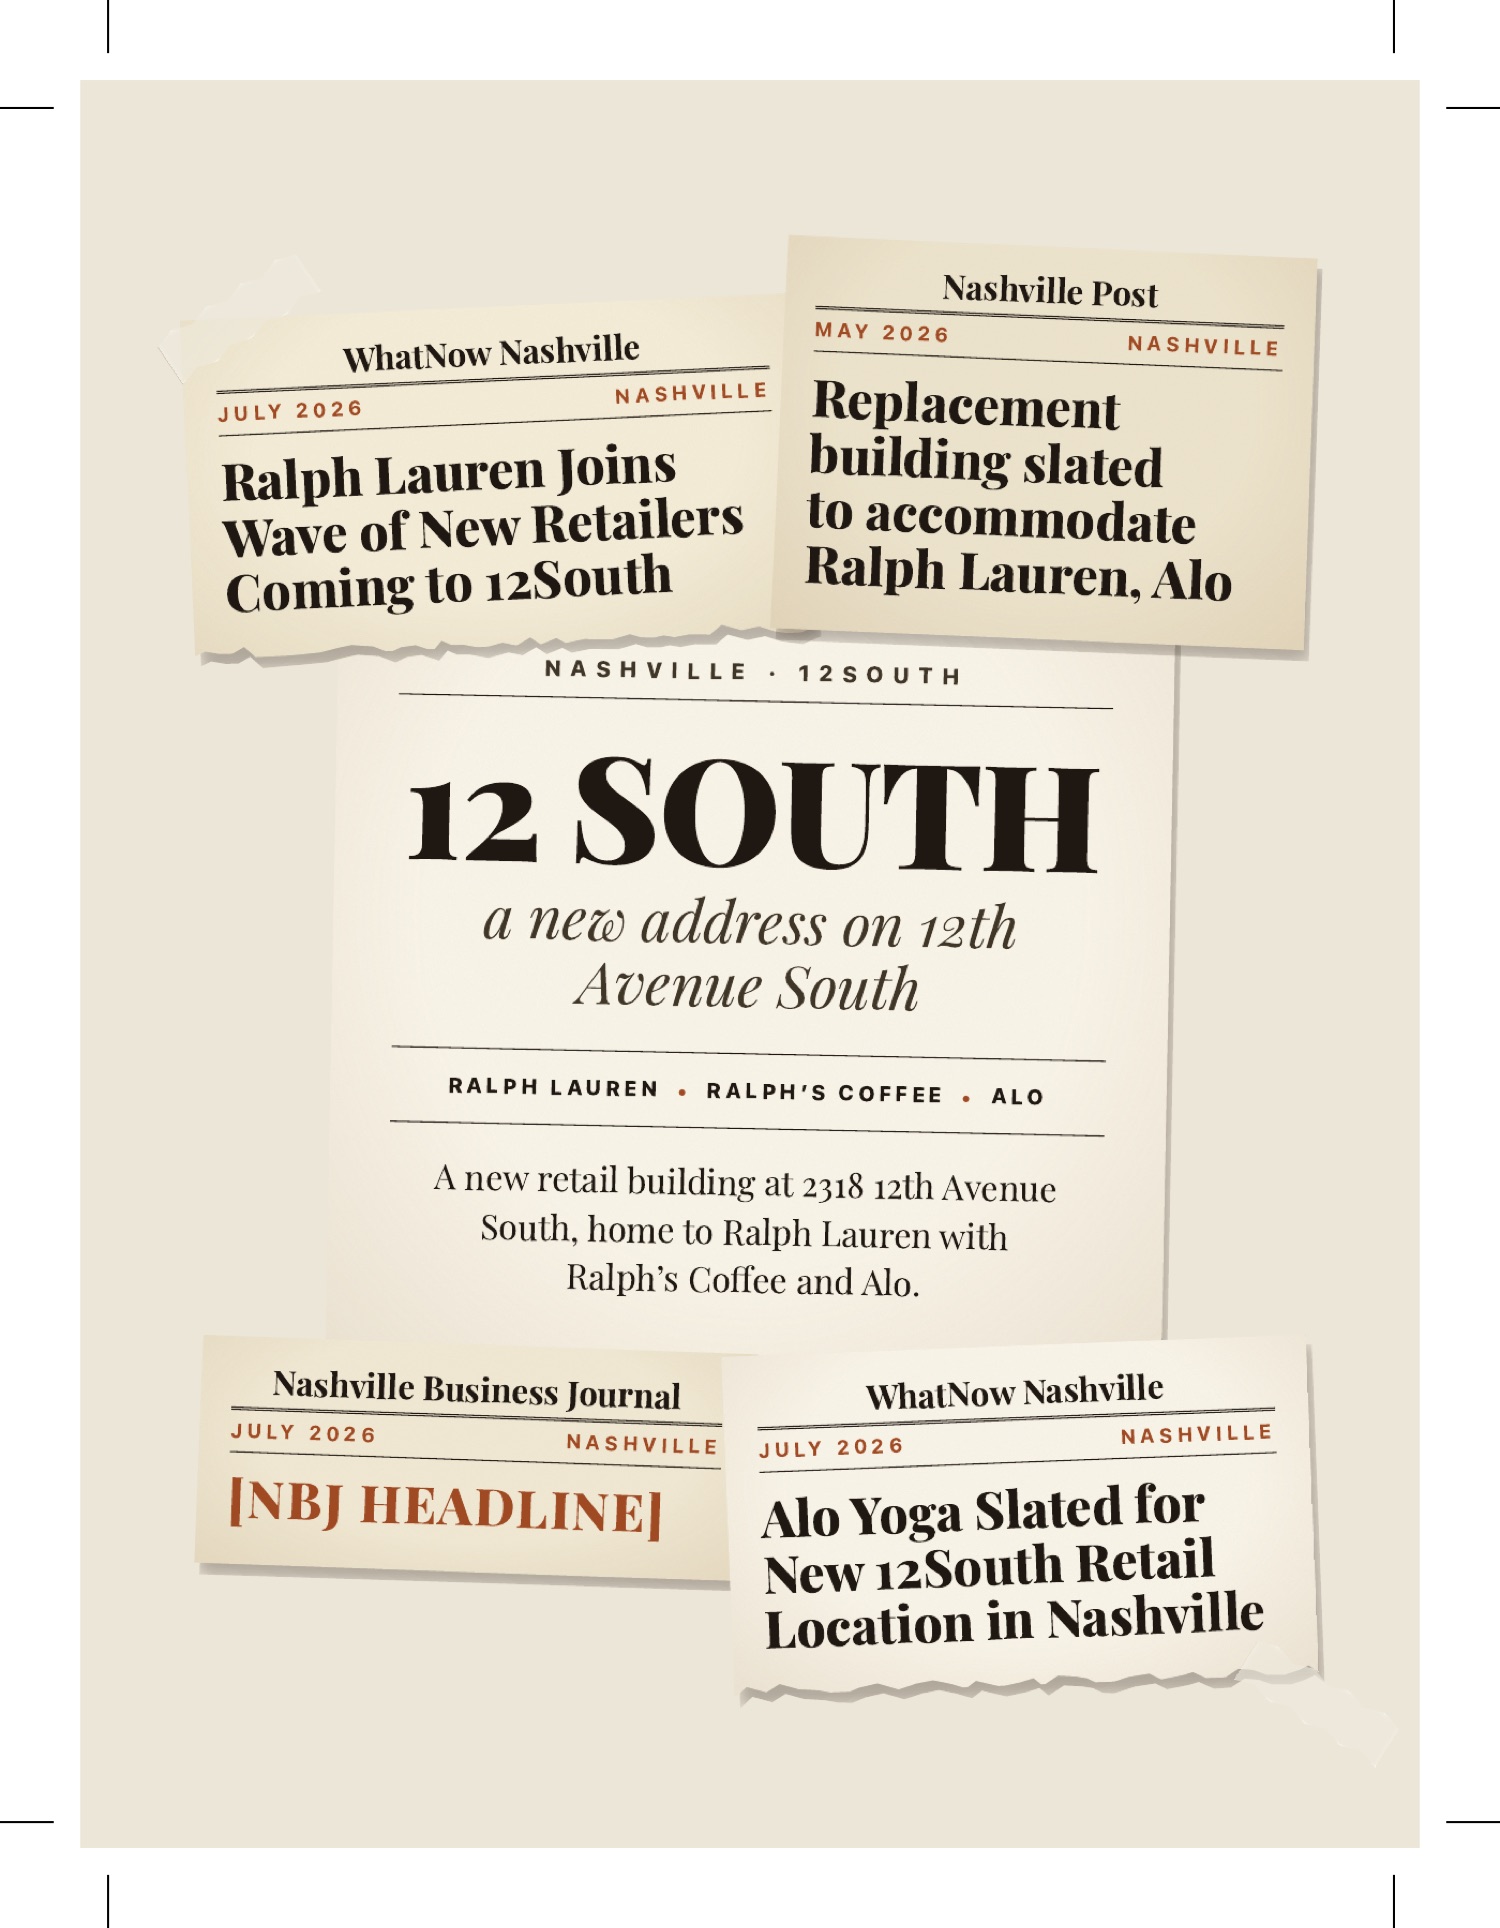 WhatNow Nashville
JULY 2026 NASHVILLE
Ralph Lauren Joins
Wave of New Retailers
Coming to 12South
Nashville Post
MAY 2026 NASHVILLE
Replacement
building slated
to accommodate
Ralph Lauren, Alo
NASHVILLE · 12SOUTH
12 SOUTH
a new address on 12th
Avenue South
RALPH LAUREN • RALPH’S COFFEE • ALO
A new retail building at 2318 12th Avenue
South, home to Ralph Lauren with
Ralph’s Coffee and Alo.
Nashville Business Journal
JULY 2026 NASHVILLE
[NBJ HEADLINE]
WhatNow Nashville
JULY 2026 NASHVILLE
Alo Yoga Slated for
New 12South Retail
Location in Nashville